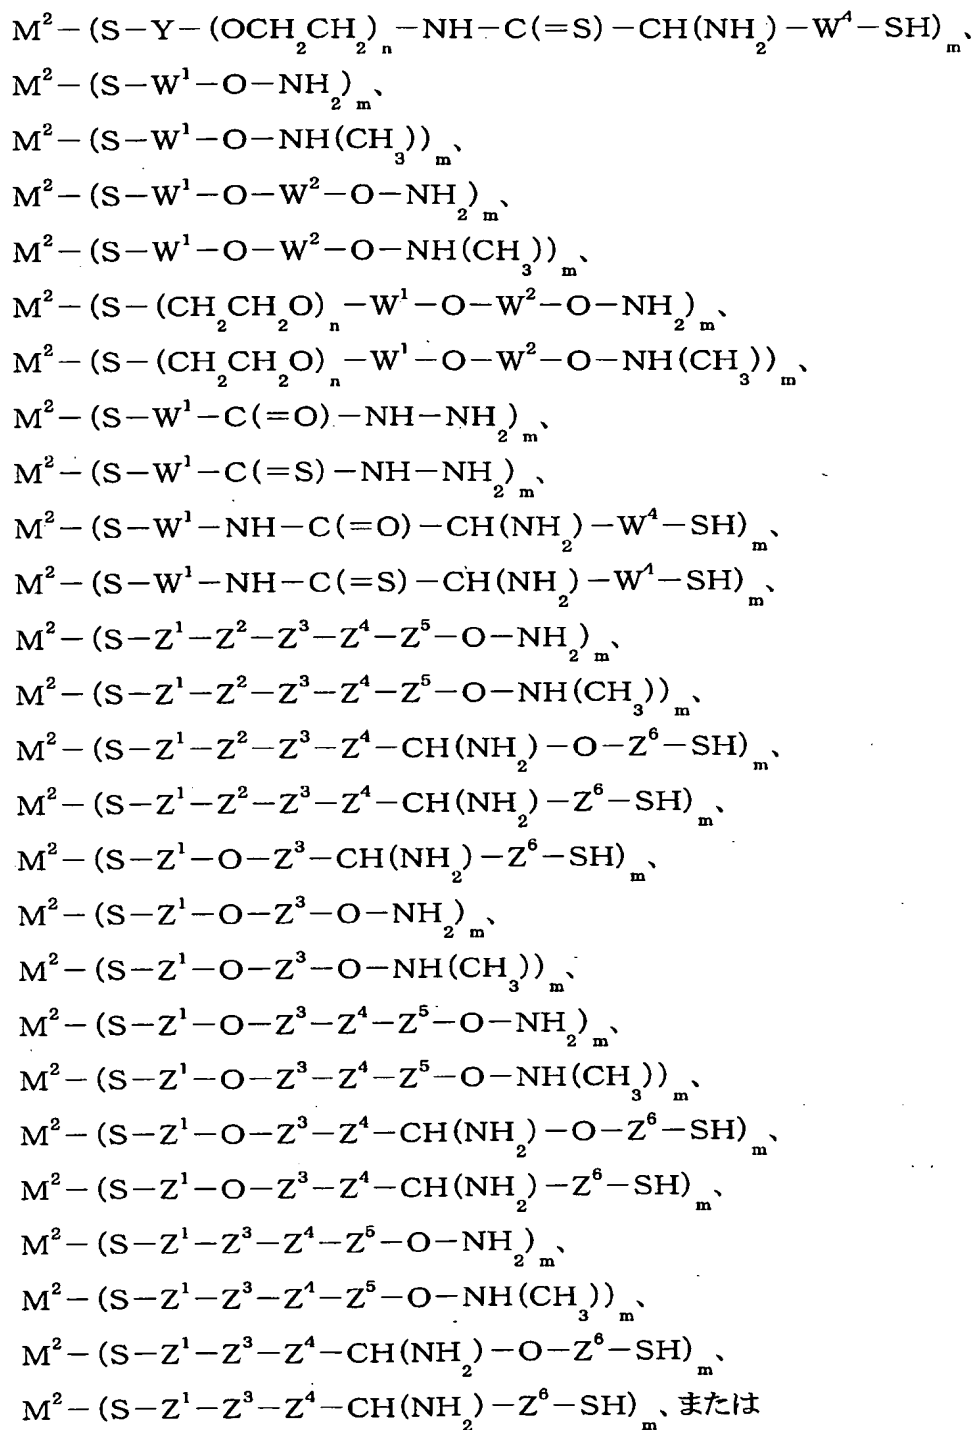 M²−(S−Y−(OCH₂CH₂)ₙ−NH−C(=S)−CH(NH₂)−W⁴−SH)ₘ、
M²−(S−W¹−O−NH₂)ₘ、
M²−(S−W¹−O−NH(CH₃))ₘ、
M²−(S−W¹−O−W²−O−NH₂)ₘ、
M²−(S−W¹−O−W²−O−NH(CH₃))ₘ、
M²−(S−(CH₂CH₂O)ₙ−W¹−O−W²−O−NH₂)ₘ、
M²−(S−(CH₂CH₂O)ₙ−W¹−O−W²−O−NH(CH₃))ₘ、
M²−(S−W¹−C(=O)−NH−NH₂)ₘ、
M²−(S−W¹−C(=S)−NH−NH₂)ₘ、
M²−(S−W¹−NH−C(=O)−CH(NH₂)−W⁴−SH)ₘ、
M²−(S−W¹−NH−C(=S)−CH(NH₂)−W⁴−SH)ₘ、
M²−(S−Z¹−Z²−Z³−Z⁴−Z⁵−O−NH₂)ₘ、
M²−(S−Z¹−Z²−Z³−Z⁴−Z⁵−O−NH(CH₃))ₘ、
M²−(S−Z¹−Z²−Z³−Z⁴−CH(NH₂)−O−Z⁶−SH)ₘ、
M²−(S−Z¹−Z²−Z³−Z⁴−CH(NH₂)−Z⁶−SH)ₘ、
M²−(S−Z¹−O−Z³−CH(NH₂)−Z⁶−SH)ₘ、
M²−(S−Z¹−O−Z³−O−NH₂)ₘ、
M²−(S−Z¹−O−Z³−O−NH(CH₃))ₘ、
M²−(S−Z¹−O−Z³−Z⁴−Z⁵−O−NH₂)ₘ、
M²−(S−Z¹−O−Z³−Z⁴−Z⁵−O−NH(CH₃))ₘ、
M²−(S−Z¹−O−Z³−Z⁴−CH(NH₂)−O−Z⁶−SH)ₘ、
M²−(S−Z¹−O−Z³−Z⁴−CH(NH₂)−Z⁶−SH)ₘ、
M²−(S−Z¹−Z³−Z⁴−Z⁵−O−NH₂)ₘ、
M²−(S−Z¹−Z³−Z⁴−Z⁵−O−NH(CH₃))ₘ、
M²−(S−Z¹−Z³−Z⁴−CH(NH₂)−O−Z⁶−SH)ₘ、
M²−(S−Z¹−Z³−Z⁴−CH(NH₂)−Z⁶−SH)ₘ、または